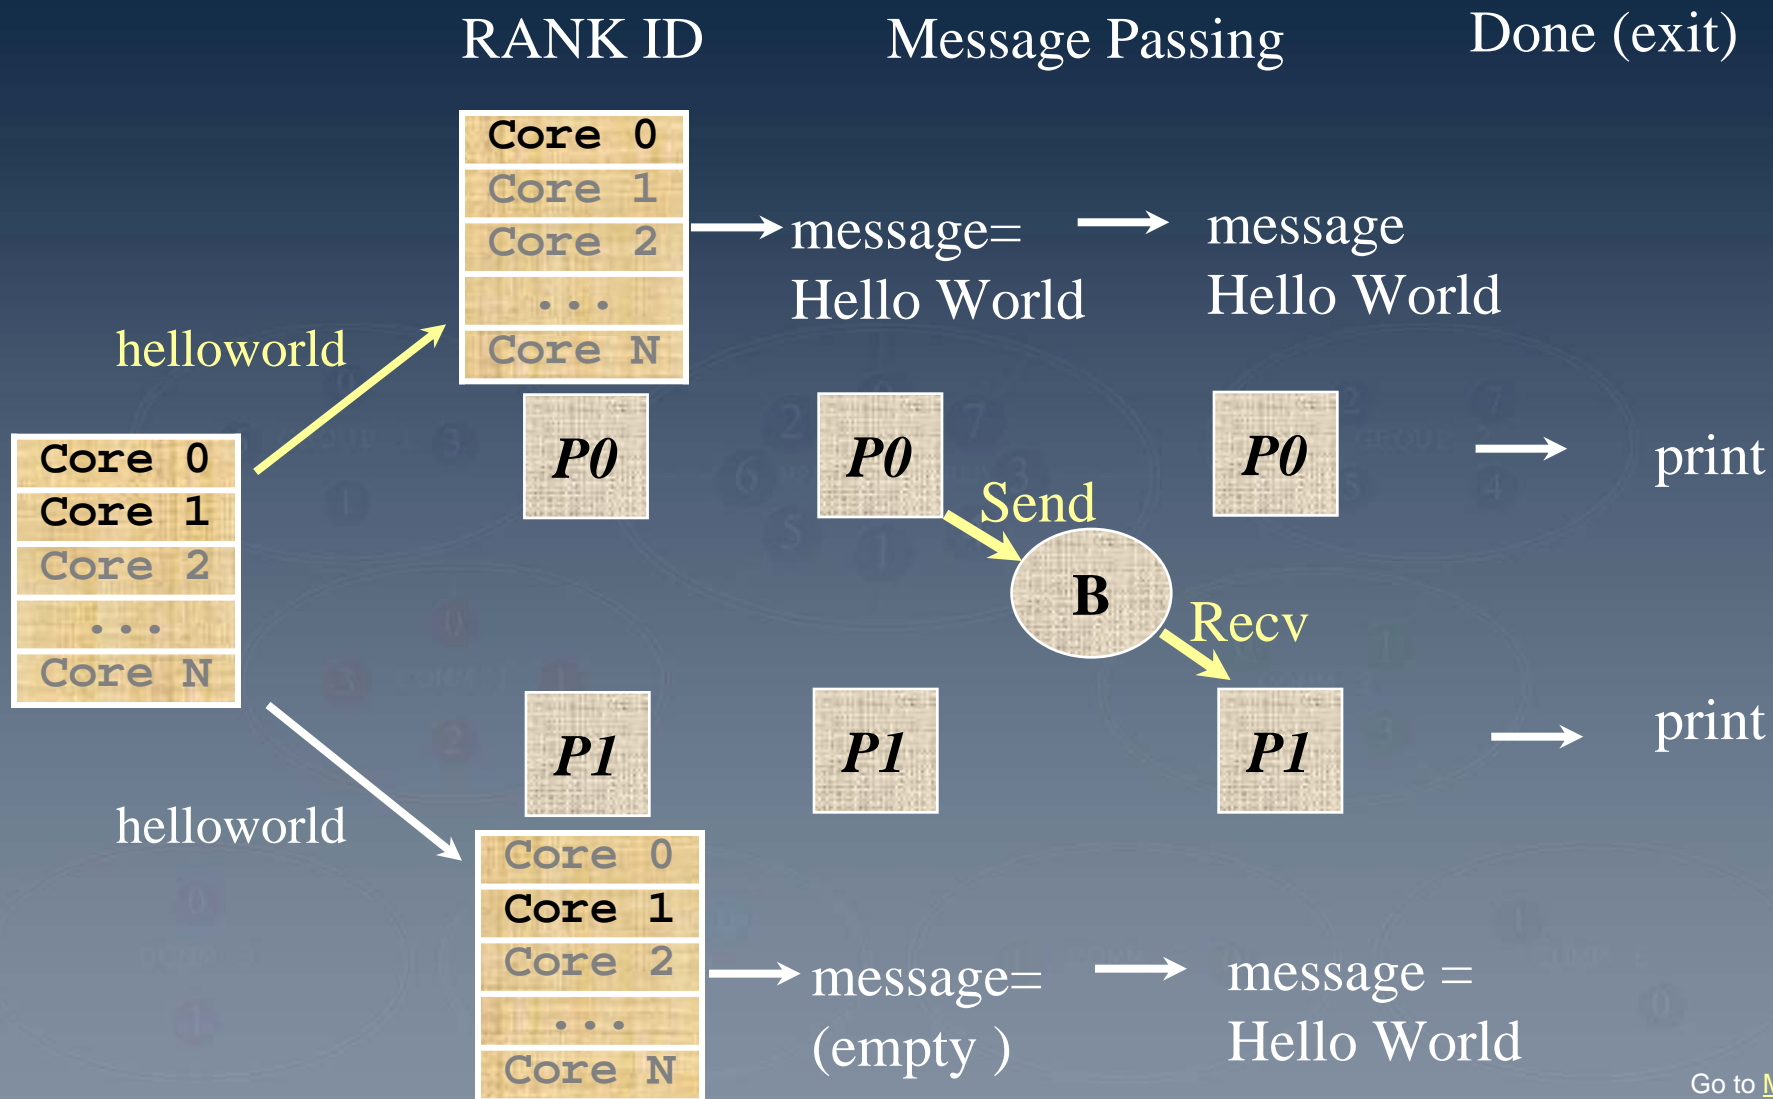 RANK ID
Message Passing
Done (exit)
Core 0
Core 1
Core 2
...
Core N
message=
Hello World
message
Hello World
helloworld
P0
P0
P0
print
Core 0
Core 1
Core 2
...
Core N
Send
B
Recv
P1
P1
P1
print
helloworld
Core 0
Core 1
Core 2
...
Core N
message=
(empty )
message =
Hello World
Go to